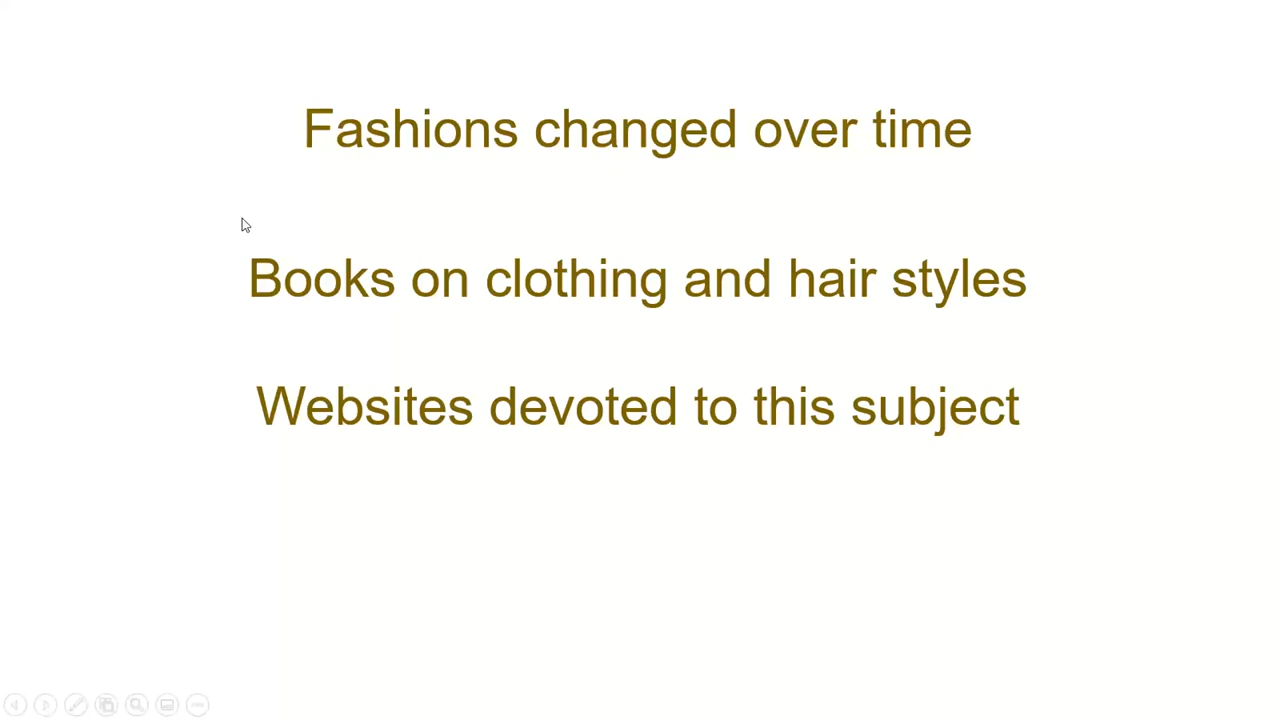 Fashions changed over time
Books on clothing and hair styles
Websites devoted to this subject